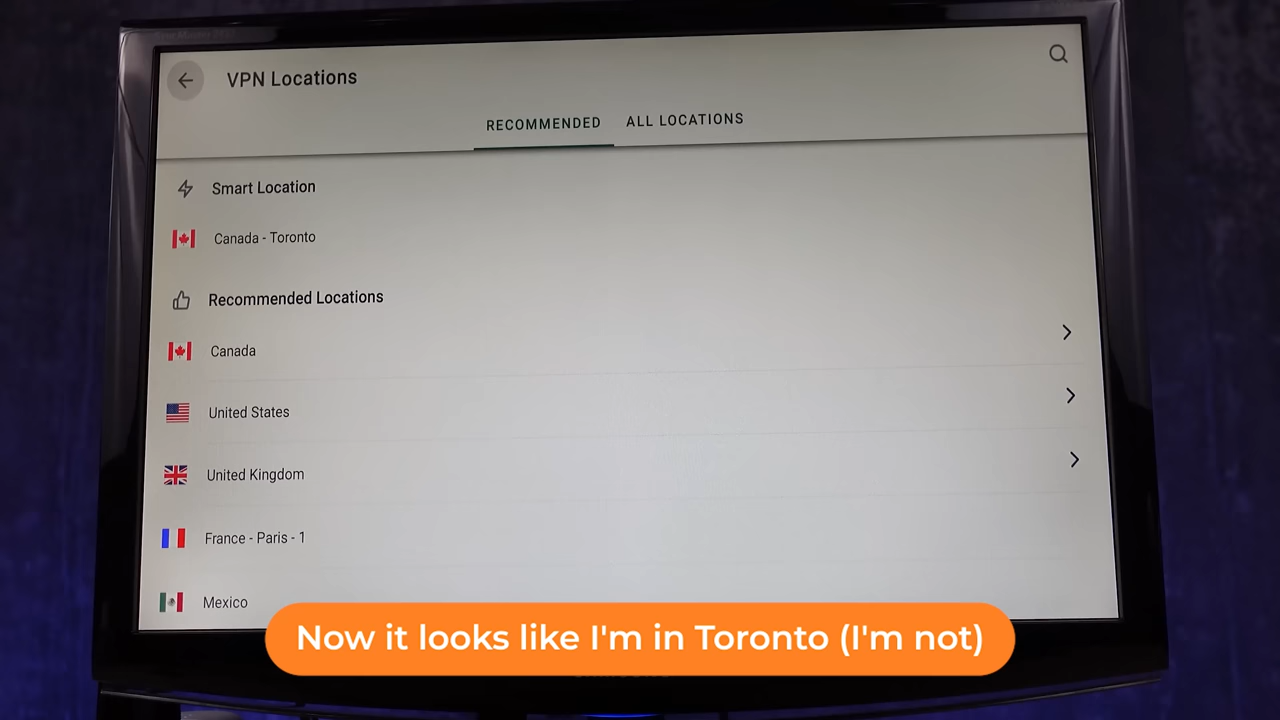 VPN Locations
RECOMMENDED
ALL LOCATIONS
Smart Location
Canada - Toronto
Recommended Locations
Canada
United States
United Kingdom
France - Paris - 1
Mexico
Now it looks like I'm in Toronto (I'm not)